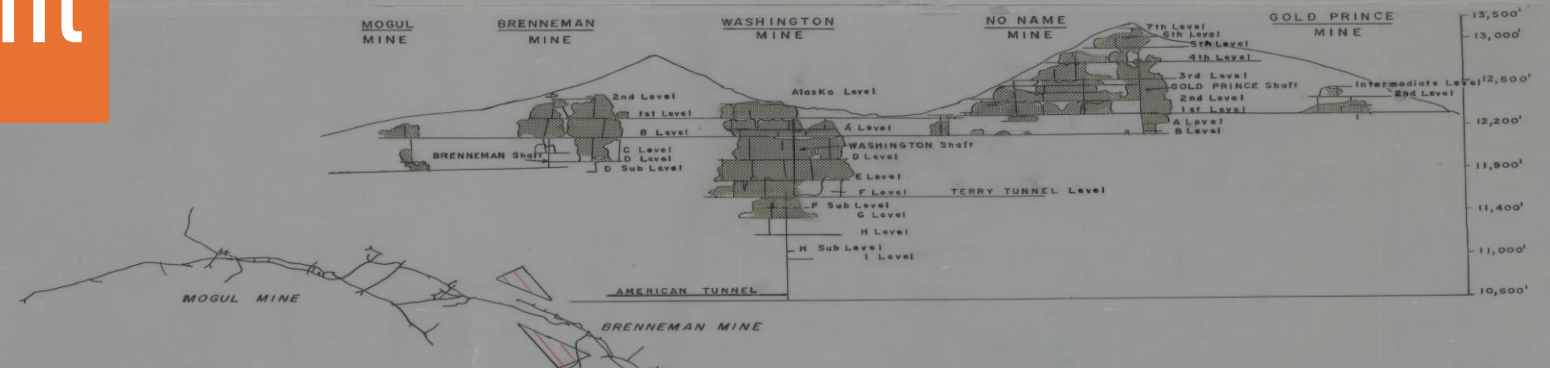 nt
MOGUL
MINE
BRENNEMAN
MINE
WASHINGTON
MINE
NO NAME
MINE
GOLD PRINCE
MINE
13,500'
13,000'
12,600'
12,200'
11,800'
11,400'
11,000'
10,600'
2nd Level
1st Level
B Level
C Level
D Level
D Sub Level
BRENNEMAN Shaft
Alaska Level
A Level
WASHINGTON Shaft
D Level
E Level
F Level
TERRY TUNNEL Level
F Sub Level
G Level
H Level
H Sub Level
I Level
AMERICAN TUNNEL
7th Level
6th Level
5th Level
4th Level
3rd Level
GOLD PRINCE Shaft
2nd Level
1st Level
A Level
B Level
Intermediate Level
2nd Level
MOGUL MINE
BRENNEMAN MINE